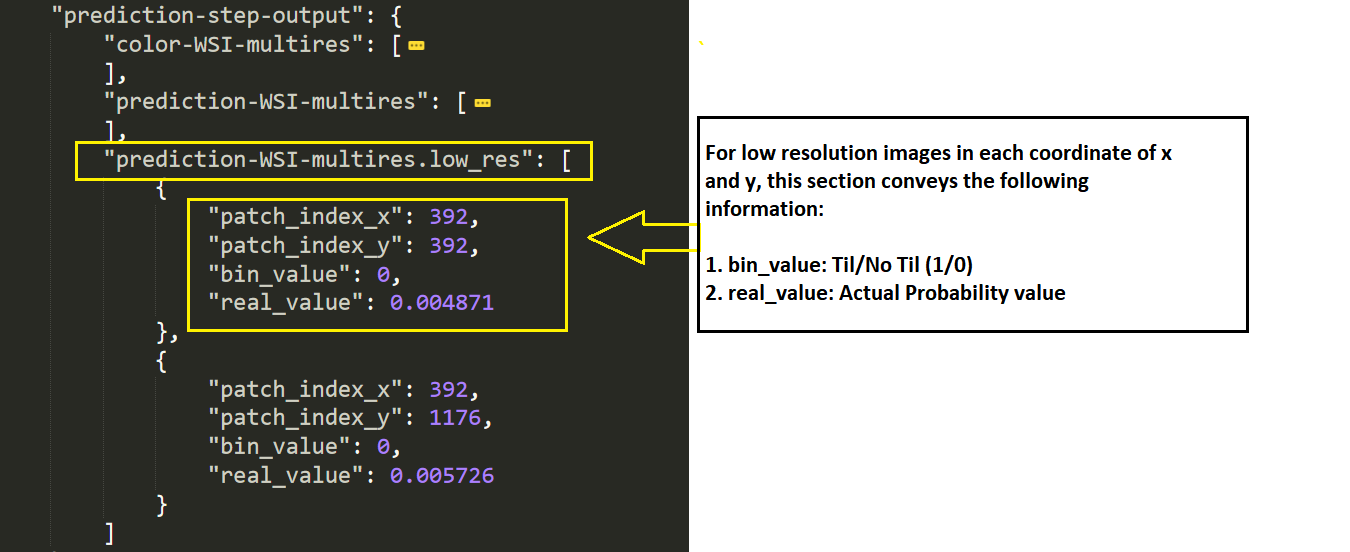 "prediction-step-output": {
"color-WSI-multires": [
],
"prediction-WSI-multires": [
],
"prediction-WSI-multires.low_res": [
{
"patch_index_x": 392,
"patch_index_y": 392,
"bin_value": 0,
"real_value": 0.004871
},
{
"patch_index_x": 392,
"patch_index_y": 1176,
"bin_value": 0,
"real_value": 0.005726
}
]
For low resolution images in each coordinate of x
and y, this section conveys the following
information:
1. bin_value: Til/No Til (1/0)
2. real_value: Actual Probability value